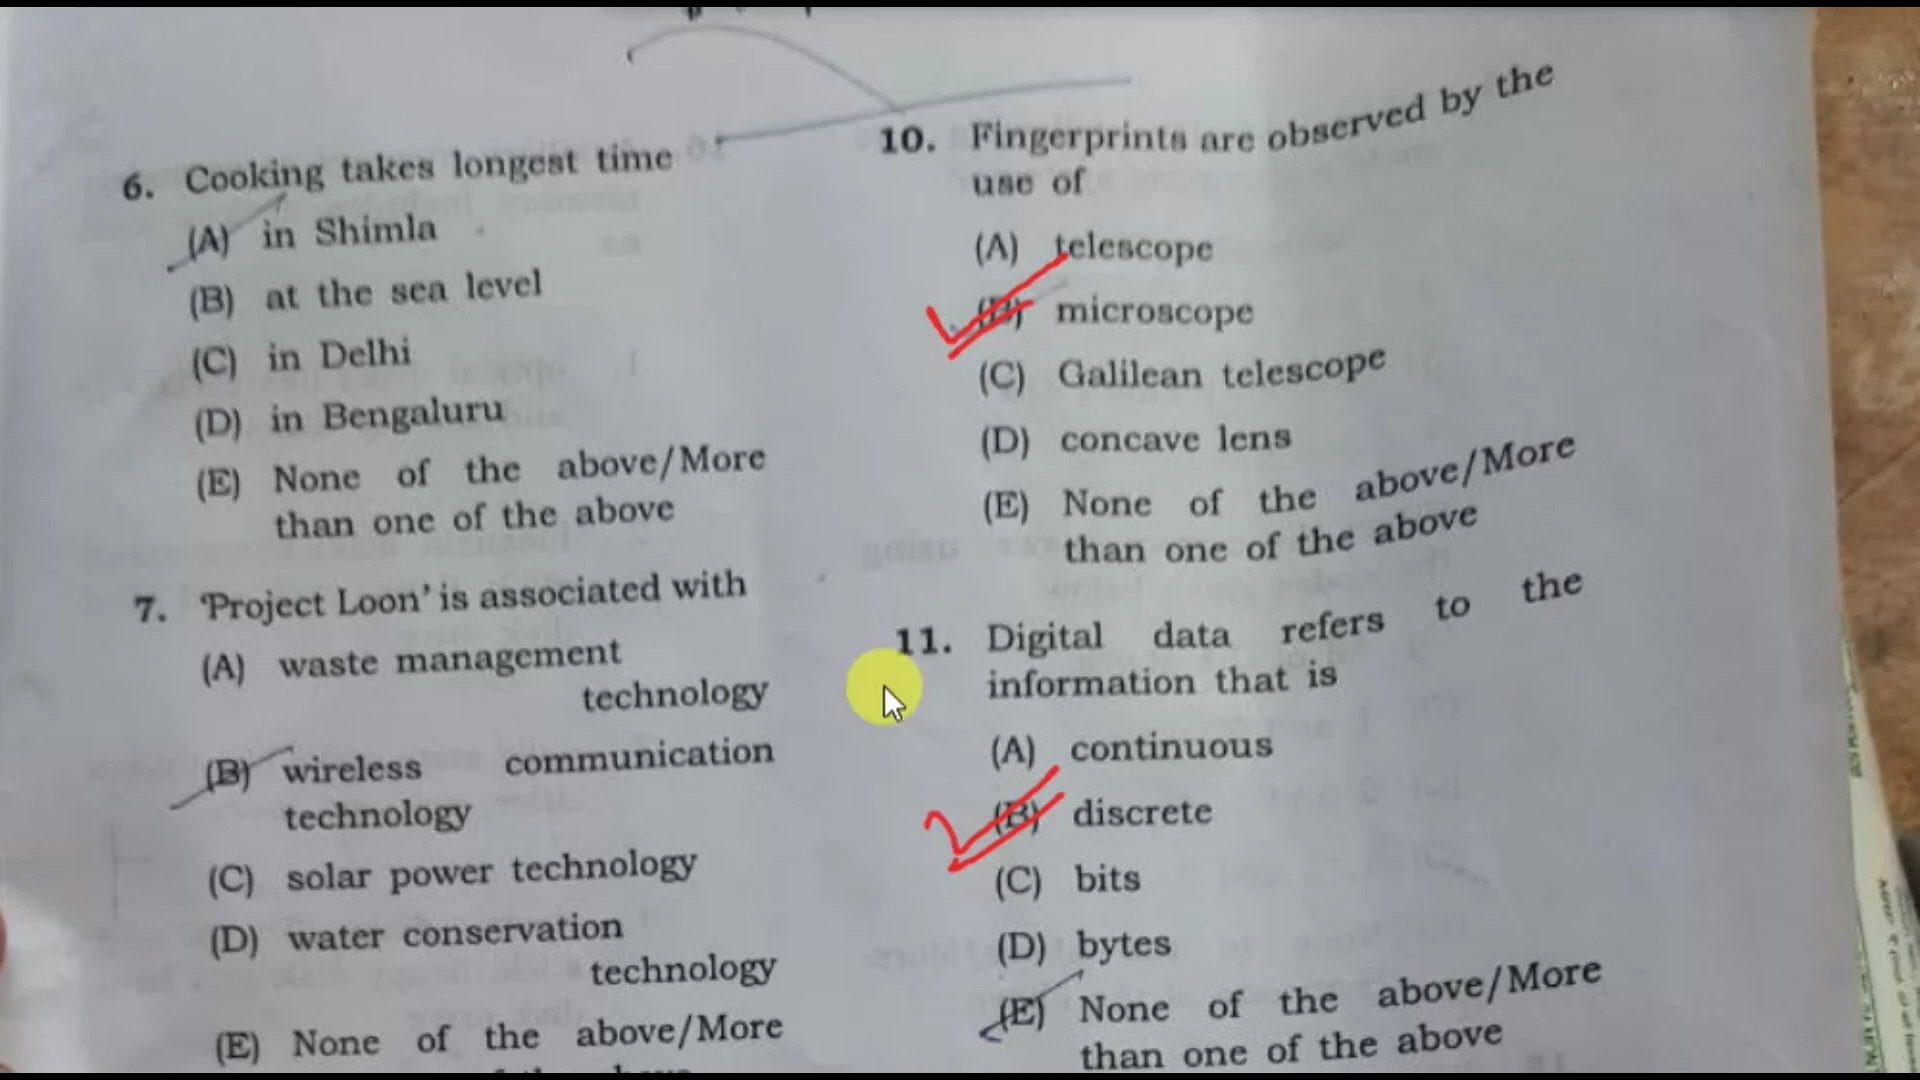 6. Cooking takes longest time
(A) in Shimla
(B) at the sea level
(C) in Delhi
(D) in Bengaluru
(E) None of the above/More
than one of the above
7. 'Project Loon' is associated with
(A) waste management
technology
(B) wireless communication
technology
(C) solar power technology
(D) water conservation
technology
(E) None of the above/More
10. Fingerprints are observed by the
use of
(A) telescope
(B) microscope
(C) Galilean telescope
(D) concave lens
(E) None of the above/More
than one of the above
11. Digital data refers to the
information that is
(A) continuous
(B) discrete
(C) bits
(D) bytes
(E) None of the above/More
than one of the above